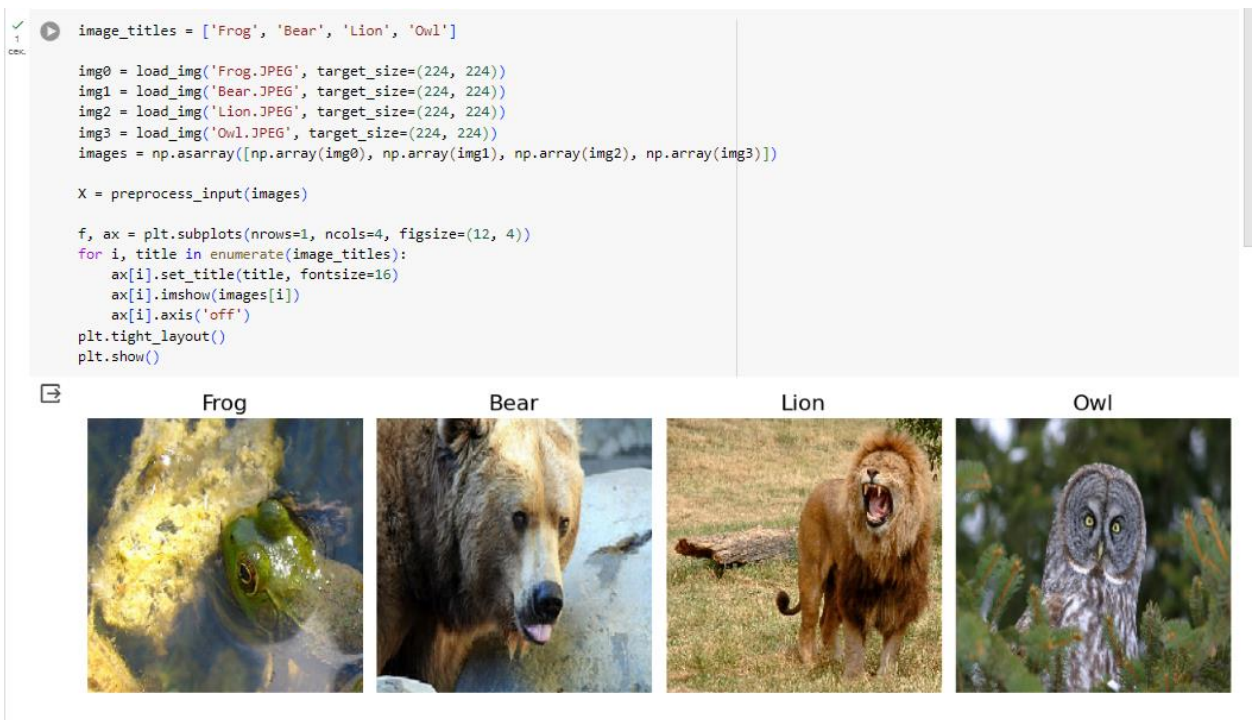 1
сек.
image_titles = ['Frog', 'Bear', 'Lion', 'Owl']
img0 = load_img('Frog.JPEG', target_size=(224, 224))
img1 = load_img('Bear.JPEG', target_size=(224, 224))
img2 = load_img('Lion.JPEG', target_size=(224, 224))
img3 = load_img('Owl.JPEG', target_size=(224, 224))
images = np.asarray([np.array(img0), np.array(img1), np.array(img2), np.array(img3)])
X = preprocess_input(images)
f, ax = plt.subplots(nrows=1, ncols=4, figsize=(12, 4))
for i, title in enumerate(image_titles):
    ax[i].set_title(title, fontsize=16)
    ax[i].imshow(images[i])
    ax[i].axis('off')
plt.tight_layout()
plt.show()
Frog Bear Lion Owl